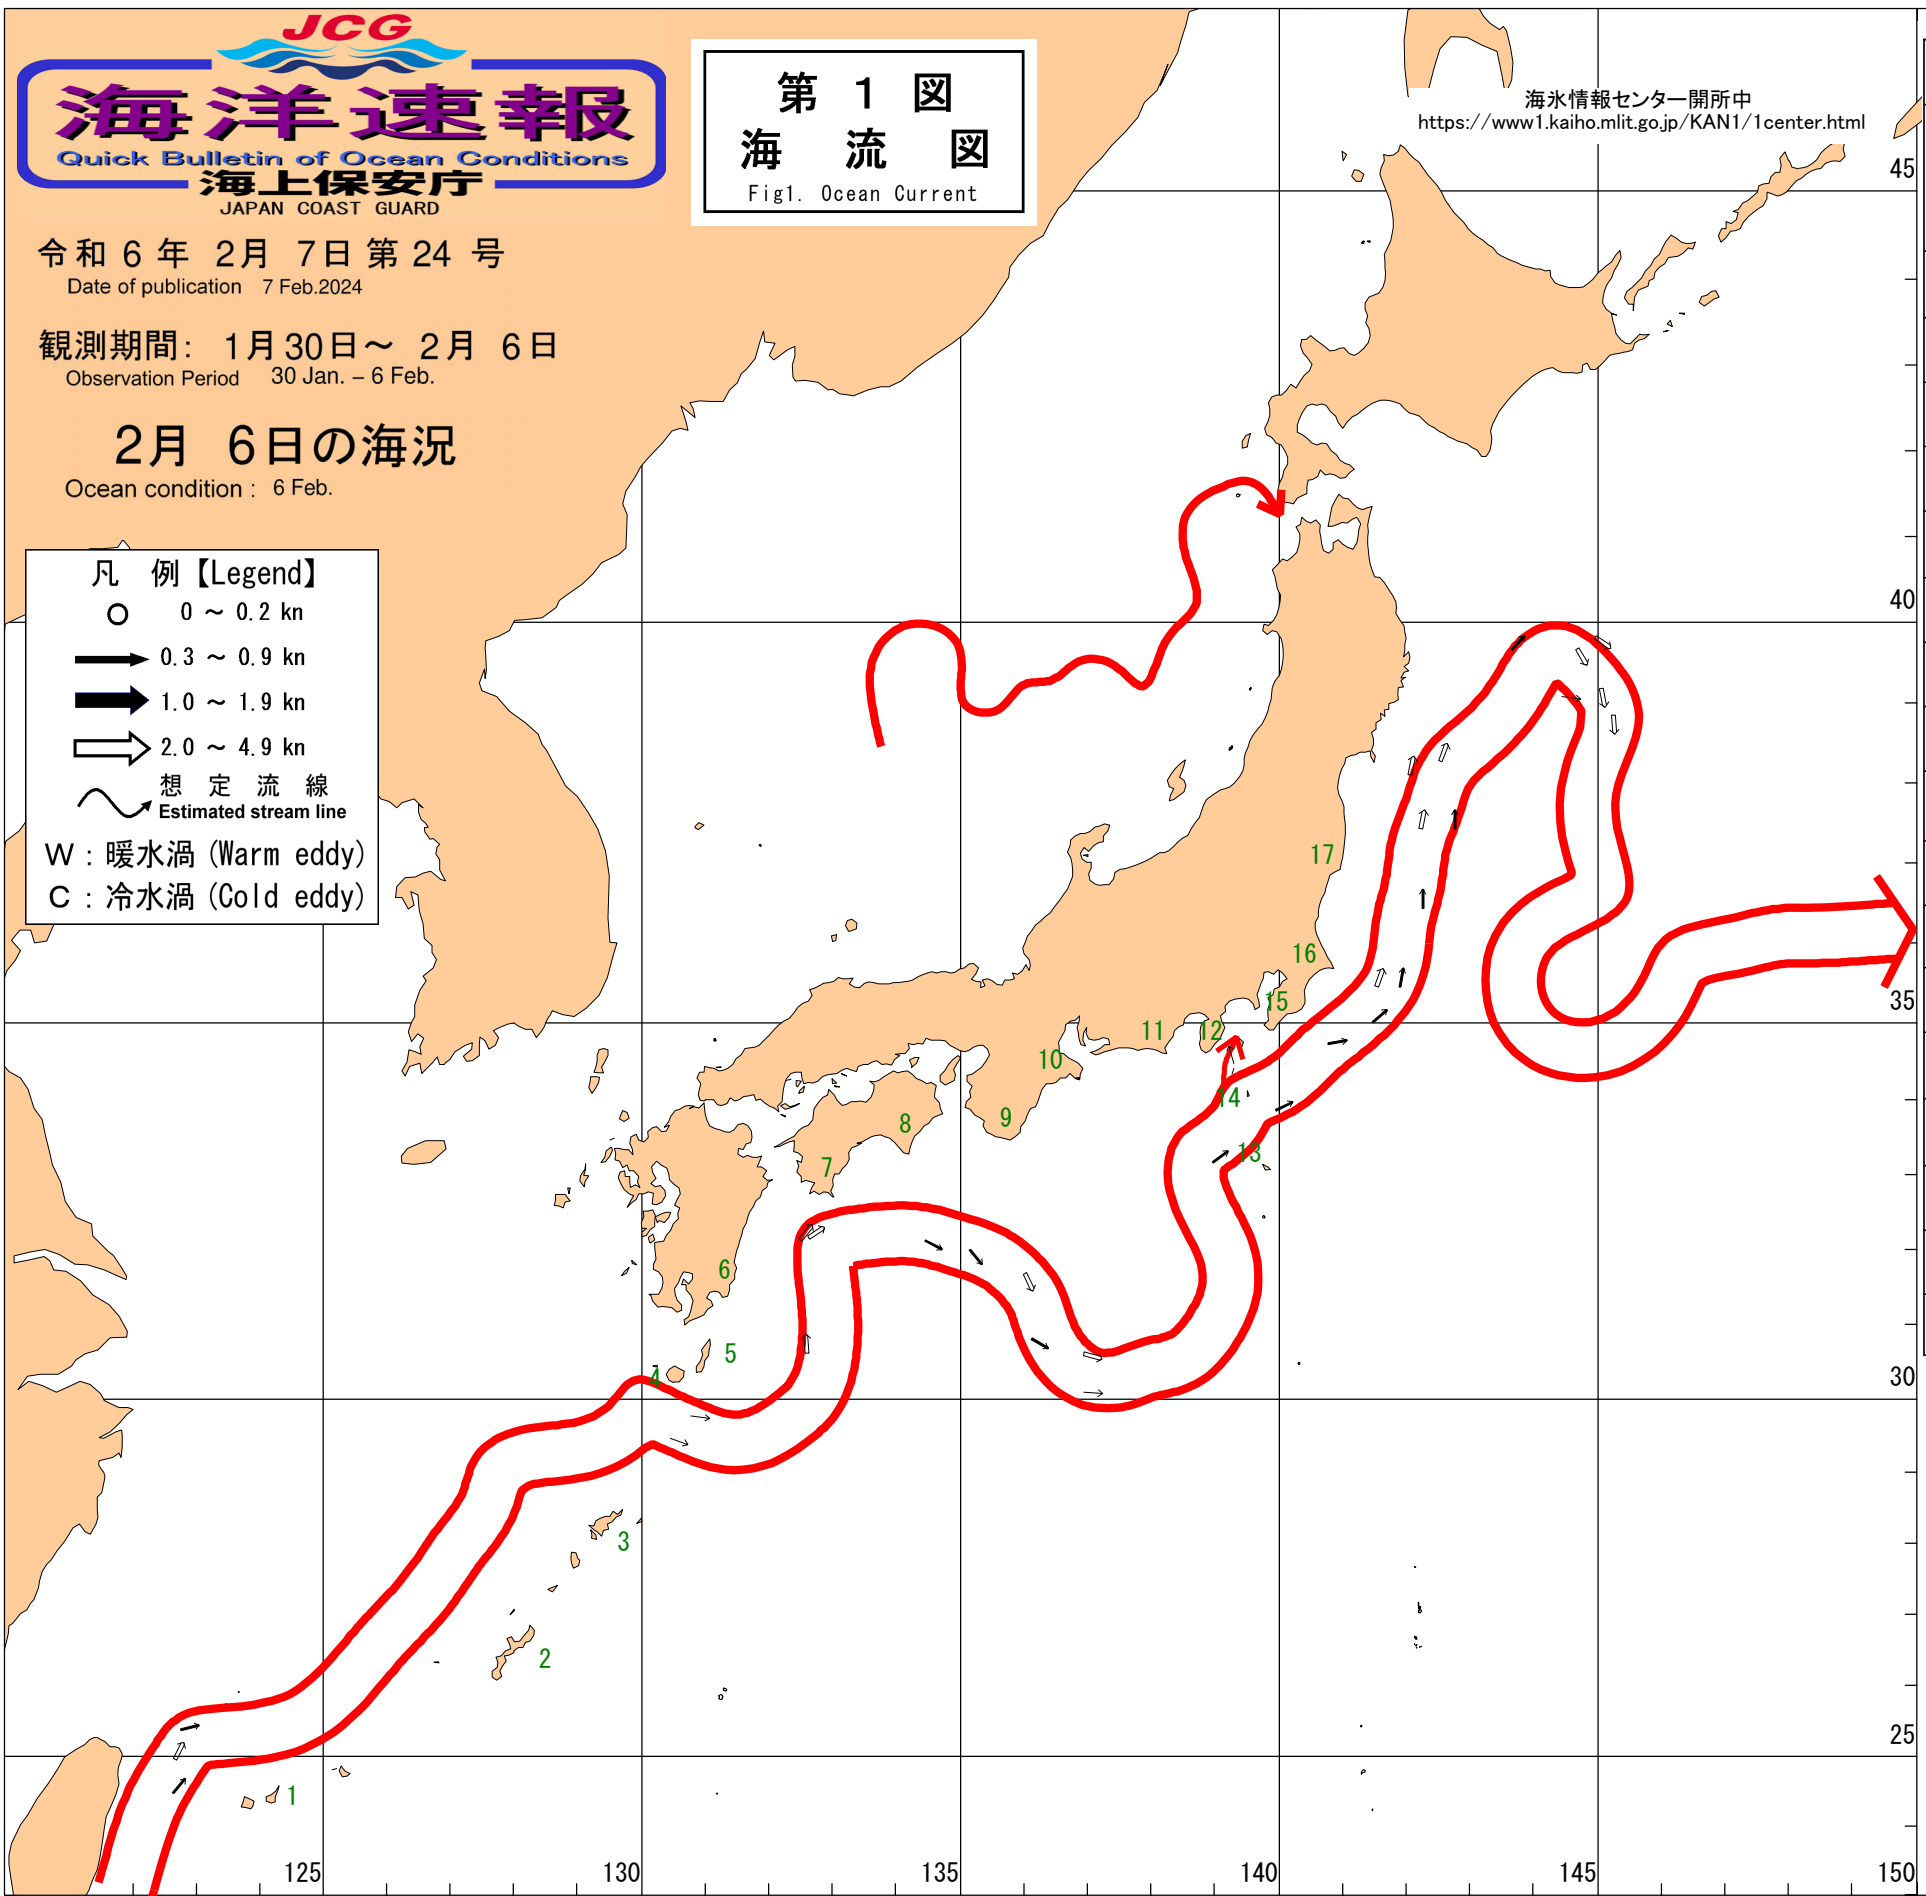 JCG
海洋速報
Quick Bulletin of Ocean Conditions
海上保安庁
JAPAN COAST GUARD
令和 6 年 2月 7日 第 24 号
Date of publication 7 Feb.2024
観測期間: 1月30日～ 2月 6日
Observation Period 30 Jan. – 6 Feb.
2月 6日の海況
Ocean condition : 6 Feb.
第 1 図
海 流 図
Fig1. Ocean Current
海氷情報センター開所中
https://www1.kaiho.mlit.go.jp/KAN1/1center.html
凡 例【Legend】
0 ～ 0.2 kn
0.3 ～ 0.9 kn
1.0 ～ 1.9 kn
2.0 ～ 4.9 kn
想 定 流 線
Estimated stream line
W : 暖水渦 (Warm eddy)
C : 冷水渦 (Cold eddy)
45
40
35
30
25
17
16
15
14
13
12
11
10
9
8
7
6
5
4
3
2
1
125
130
135
140
145
150